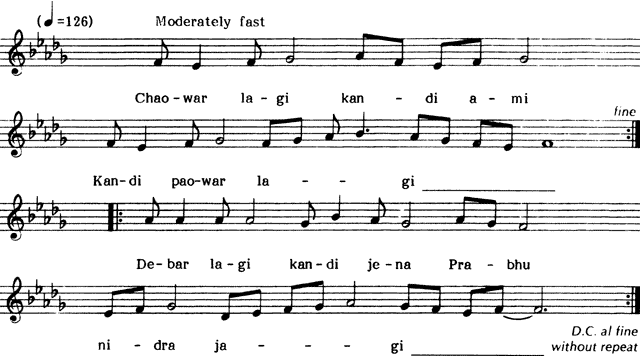 (♩=126) Moderately fast
Chao-war la-gi kan - di a-mi
fine
Kan-di pao-war la - - gi
De-bar la-gi kan-di je-na Pra-bhu
ni-dra ja- - - gi
D.C. al fine
without repeat